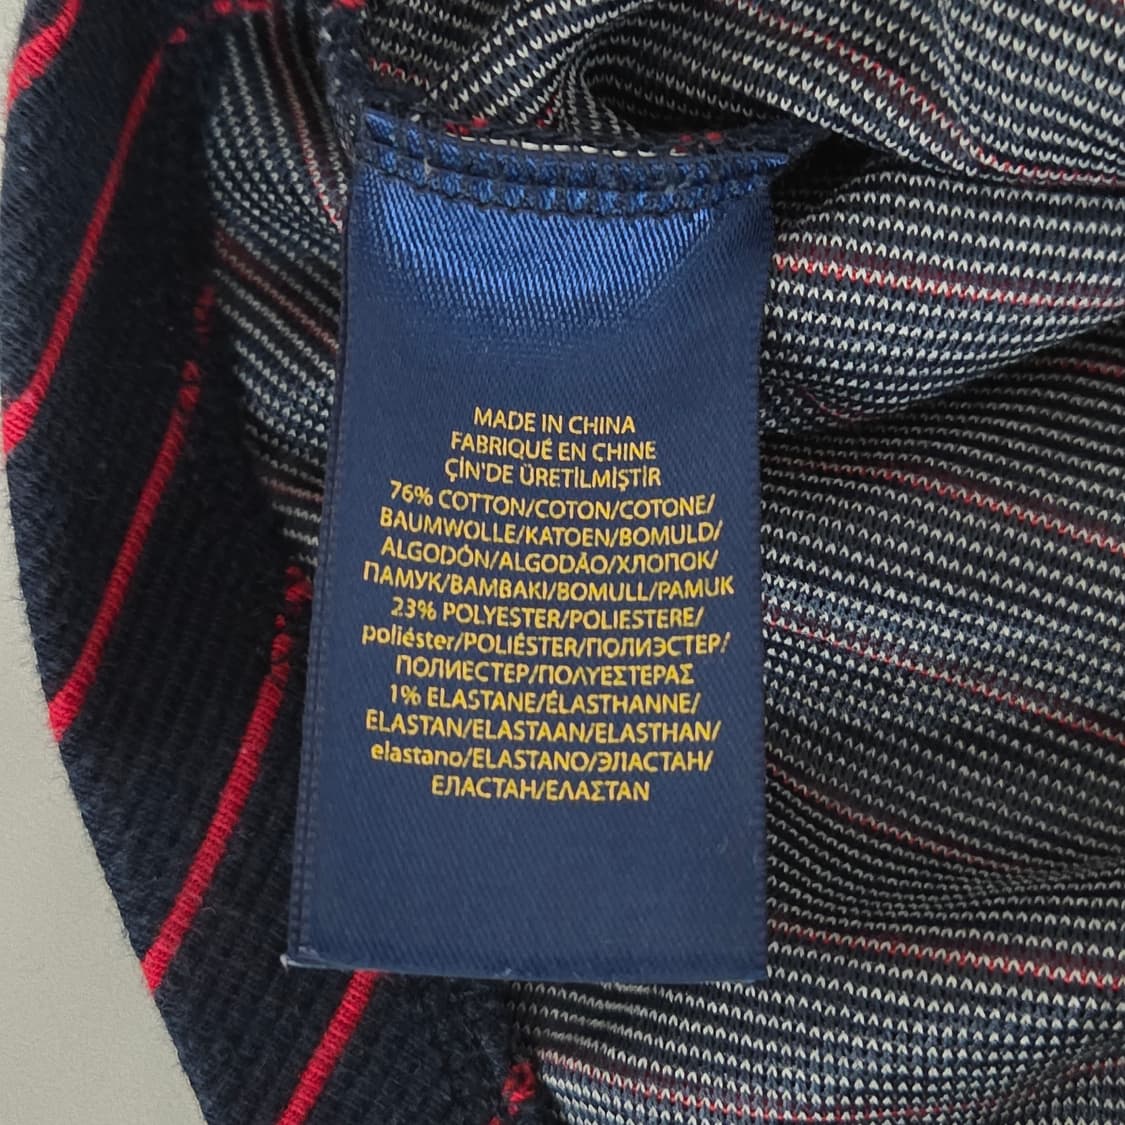 MADE IN CHINA
FABRIQUÉ EN CHINE
ÇİN'DE ÜRETİLMİŞTİR
76% COTTON/COTON/COTONE/
BAUMWOLLE/KATOEN/BOMULD/
ALGODÓN/ALGODÃO/ХЛОПОК/
ПАМУК/ΒΑΜΒΑΚΙ/BOMULL/PAMUK
23% POLYESTER/POLIESTERE/
poliéster/POLIÉSTER/ПОЛИЭСТЕР/
ПОЛИЕСТЕР/ΠΟΛΥΕΣΤΕΡΑΣ
1% ELASTANE/ÉLASTHANNE/
ELASTAN/ELASTAAN/ELASTHAN/
elastano/ELASTANO/ЭЛАСТАН/
ЕЛАСТАН/ΕΛΑΣΤΑΝ